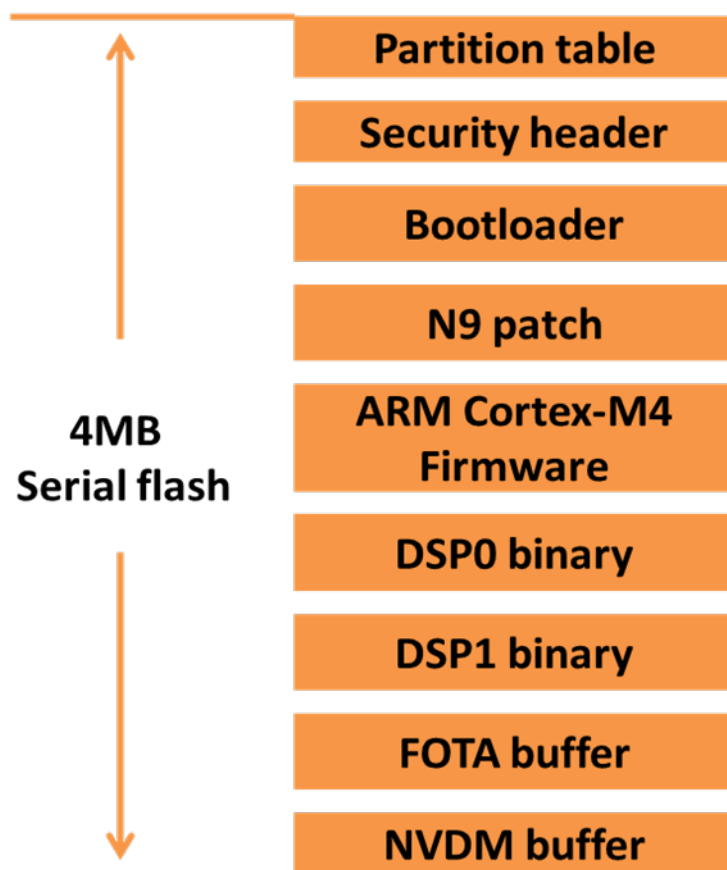 Partition table
Security header
Bootloader
N9 patch
4MB
Serial flash
ARM Cortex-M4
Firmware
DSP0 binary
DSP1 binary
FOTA buffer
NVDM buffer